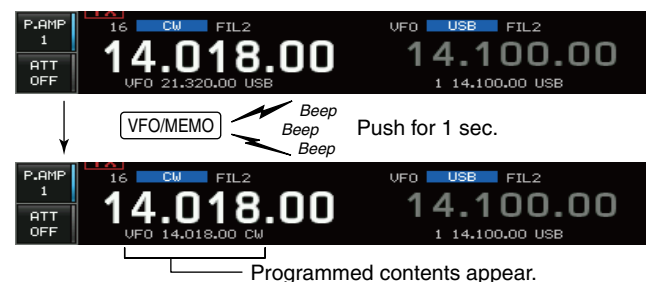 P.AMP 1
ATT OFF
TX
16 CW FIL2 VFO USB FIL2
14.018.00 14.100.00
VFO 21.320.00 USB 1 14.100.00 USB
VFO/MEMO Beep Beep Beep Push for 1 sec.
P.AMP 1
ATT OFF
TX
16 CW FIL2 VFO USB FIL2
14.018.00 14.100.00
VFO 14.018.00 CW 1 14.100.00 USB
Programmed contents appear.